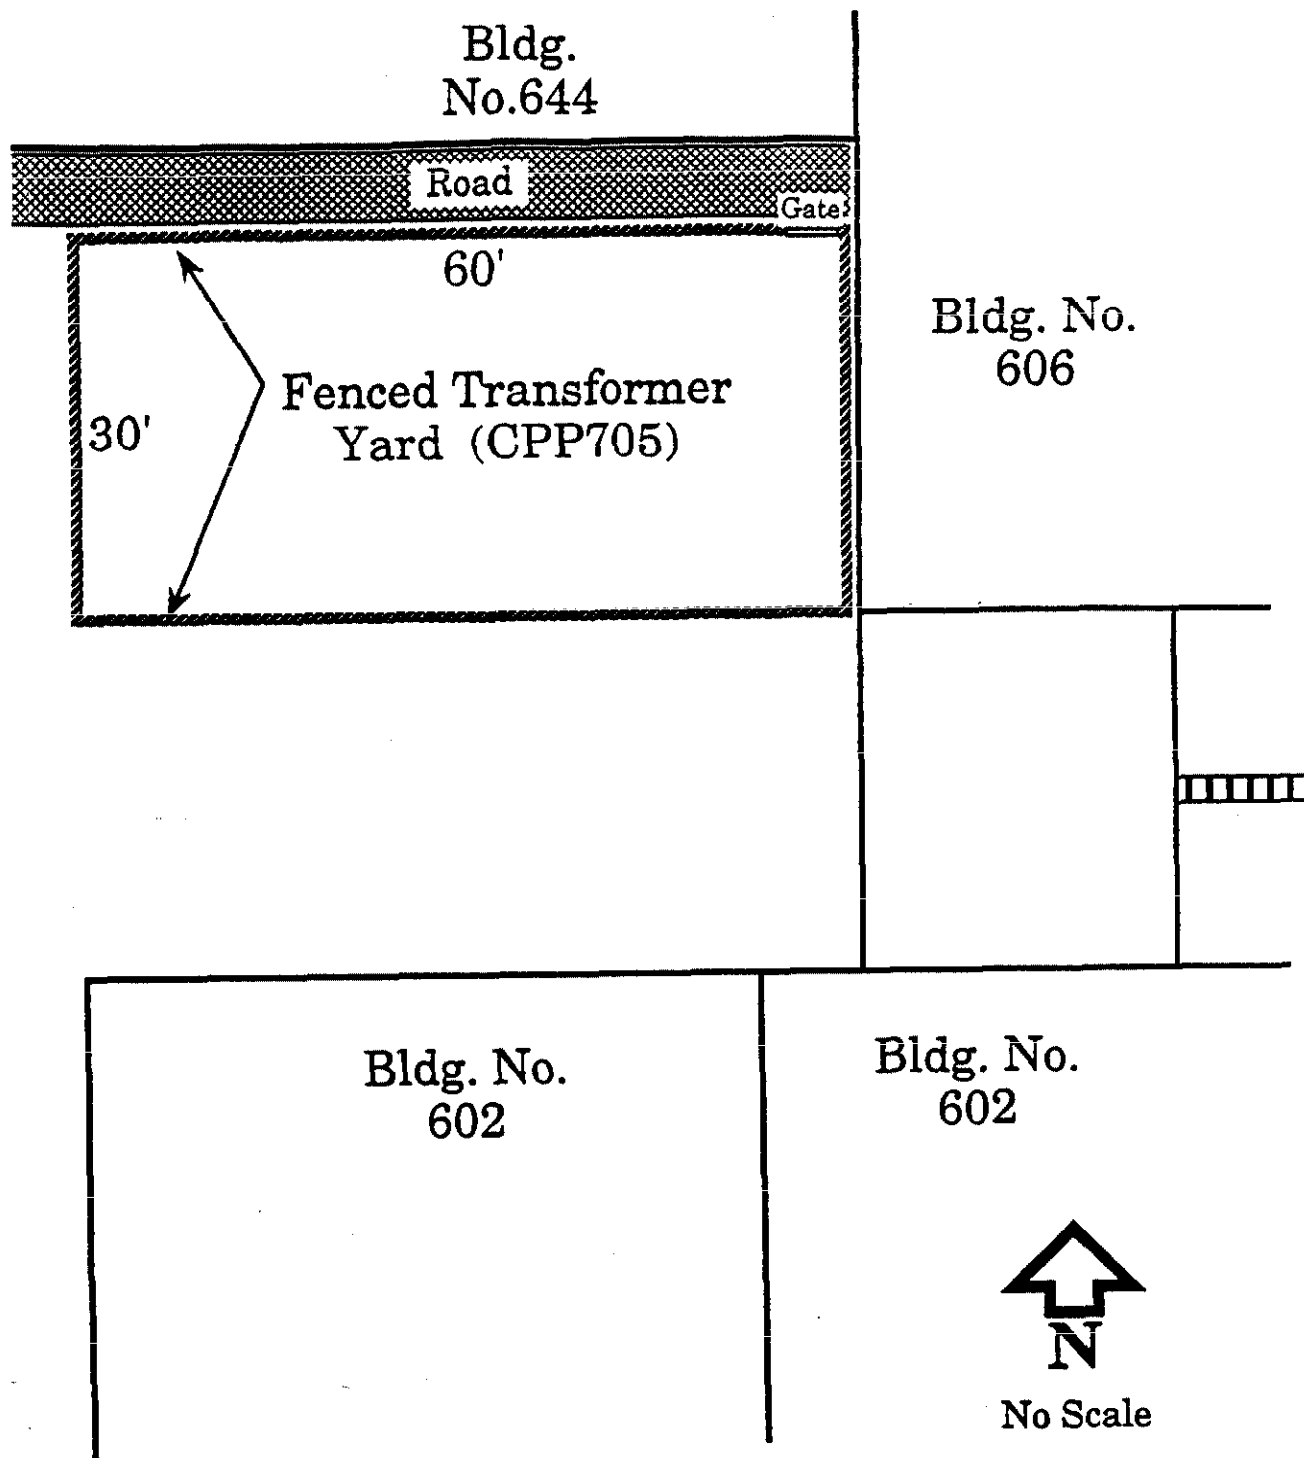 Bldg.
No.644
Road
Gate
60'
Bldg. No.
606
Fenced Transformer
Yard (CPP705)
30'
Bldg. No.
602
Bldg. No.
602
N
No Scale